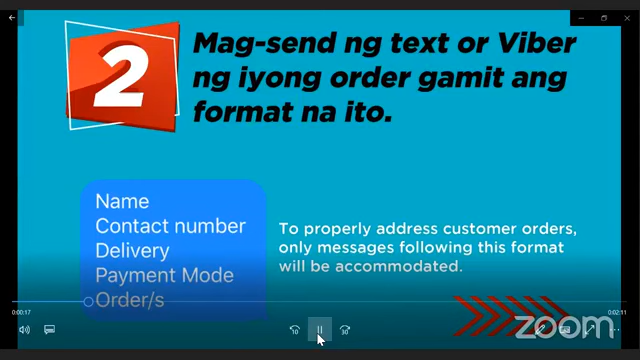 2
Mag-send ng text or Viber
ng iyong order gamit ang
format na ito.
Name
Contact number
Delivery
Payment Mode
Order/s
To properly address customer orders,
only messages following this format
will be accommodated.
0:00:17
0:02:11
10
30
zoom